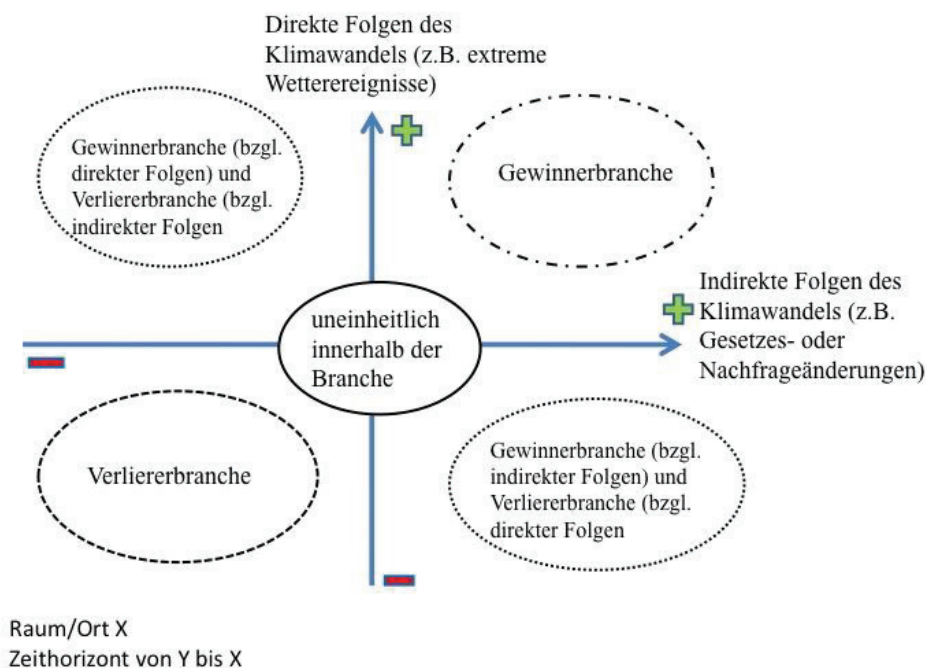 Direkte Folgen des
Klimawandels (z.B. extreme
Wetterereignisse)
Gewinnerbranche (bzgl.
direkter Folgen) und
Verliererbranche (bzgl.
indirekter Folgen
Gewinnerbranche
Indirekte Folgen des
Klimawandels (z.B.
Gesetzes- oder
Nachfrageänderungen)
uneinheitlich
innerhalb der
Branche
Verliererbranche
Gewinnerbranche (bzgl.
indirekter Folgen) und
Verliererbranche (bzgl.
direkter Folgen
Raum/Ort X
Zeithorizont von Y bis X